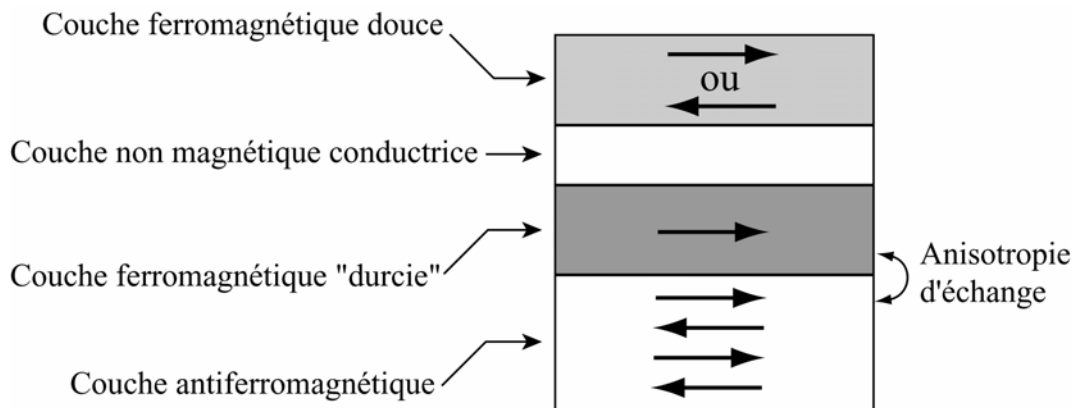 Couche ferromagnétique douce
ou
Couche non magnétique conductrice
Couche ferromagnétique "durcie"
Anisotropie
d'échange
Couche antiferromagnétique